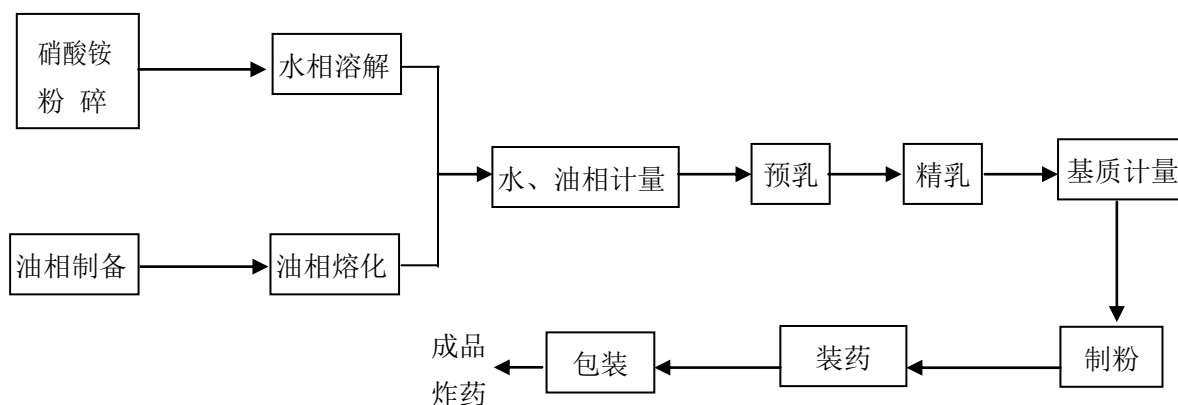 硝酸铵
粉 碎
水相溶解
油相制备
油相熔化
水、油相计量
预乳
精乳
基质计量
制粉
装药
包装
成品
炸药